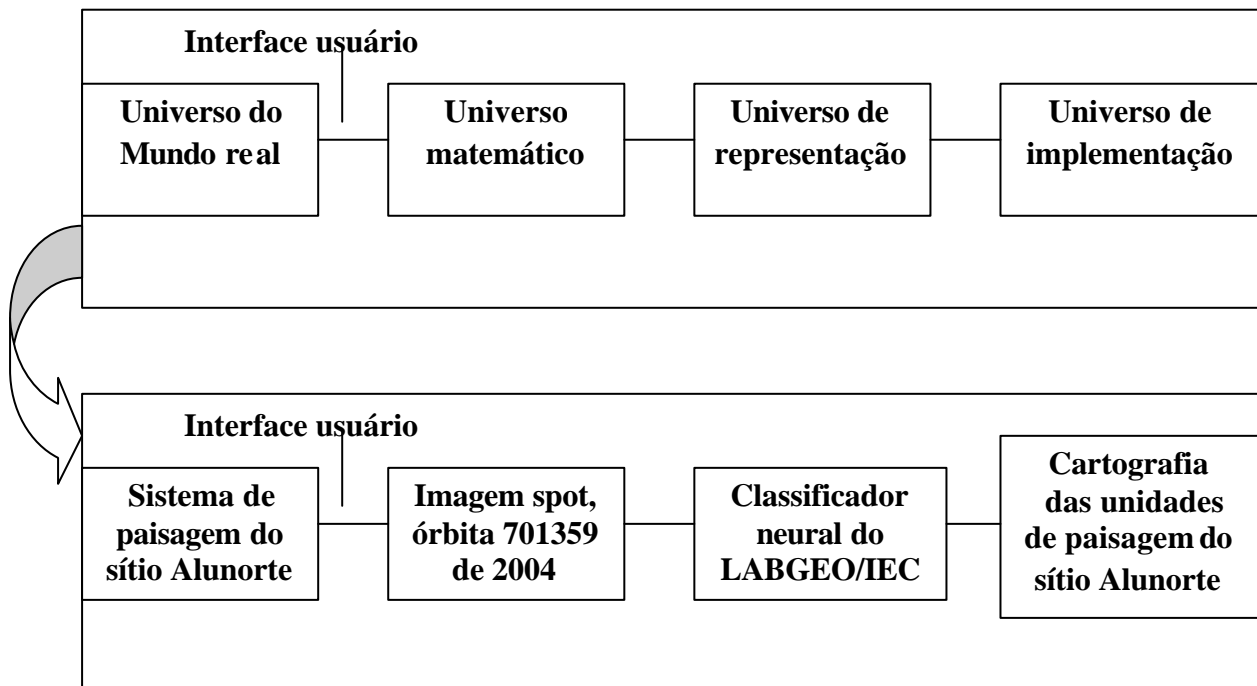 Interface usuário
Universo do
Mundo real
Universo
matemático
Universo de
representação
Universo de
implementação
Interface usuário
Sistema de
paisagem do
sítio Alunorte
Imagem spot,
órbita 701359
de 2004
Classificador
neural do
LABGEO/IEC
Cartografia
das unidades
de paisagem do
sítio Alunorte